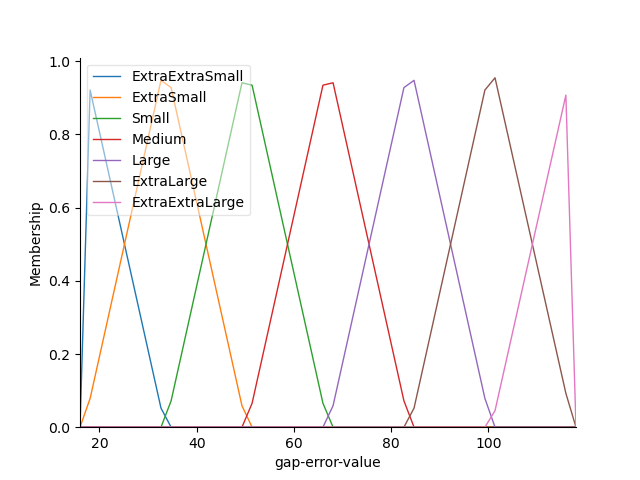 1.0
0.8
0.6
0.4
0.2
0.0
Membership
ExtraExtraSmall
ExtraSmall
Small
Medium
Large
ExtraLarge
ExtraExtraLarge
20 40 60 80 100
gap-error-value